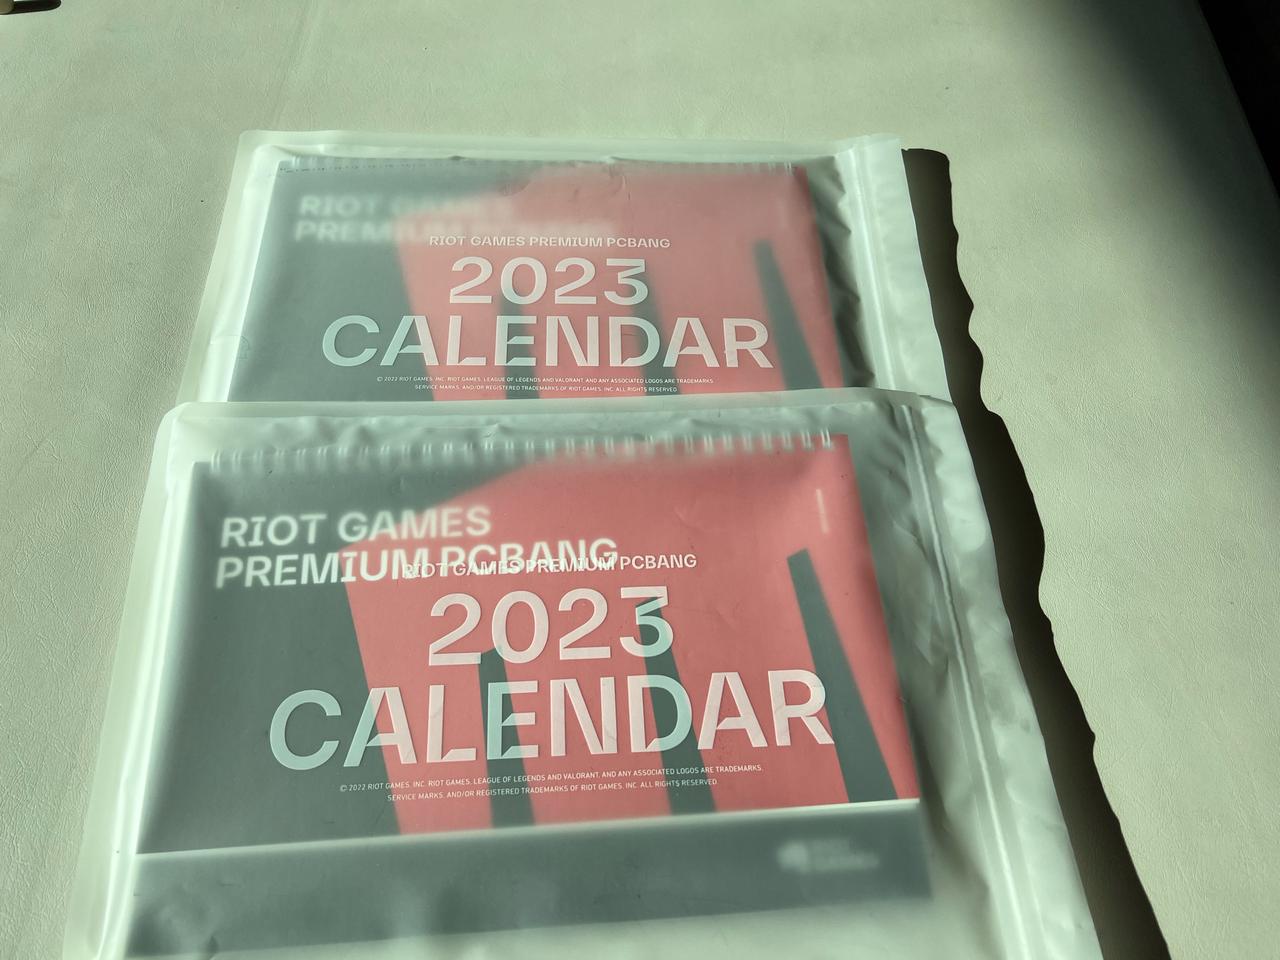 RIOT GAMES
PREMIUM
RIOT GAMES PREMIUM PCBANG
2023
CALENDAR
© 2022 RIOT GAMES, INC. RIOT GAMES, LEAGUE OF LEGENDS AND VALORANT, AND ANY ASSOCIATED LOGOS ARE TRADEMARKS,
SERVICE MARKS, AND/OR REGISTERED TRADEMARKS OF RIOT GAMES, INC. ALL RIGHTS RESERVED
RIOT GAMES
PREMIUM PCBANG
RIOT GAMES PREMIUM PCBANG
2023
CALENDAR
© 2022 RIOT GAMES, INC. RIOT GAMES, LEAGUE OF LEGENDS AND VALORANT, AND ANY ASSOCIATED LOGOS ARE TRADEMARKS,
SERVICE MARKS, AND/OR REGISTERED TRADEMARKS OF RIOT GAMES, INC. ALL RIGHTS RESERVED.